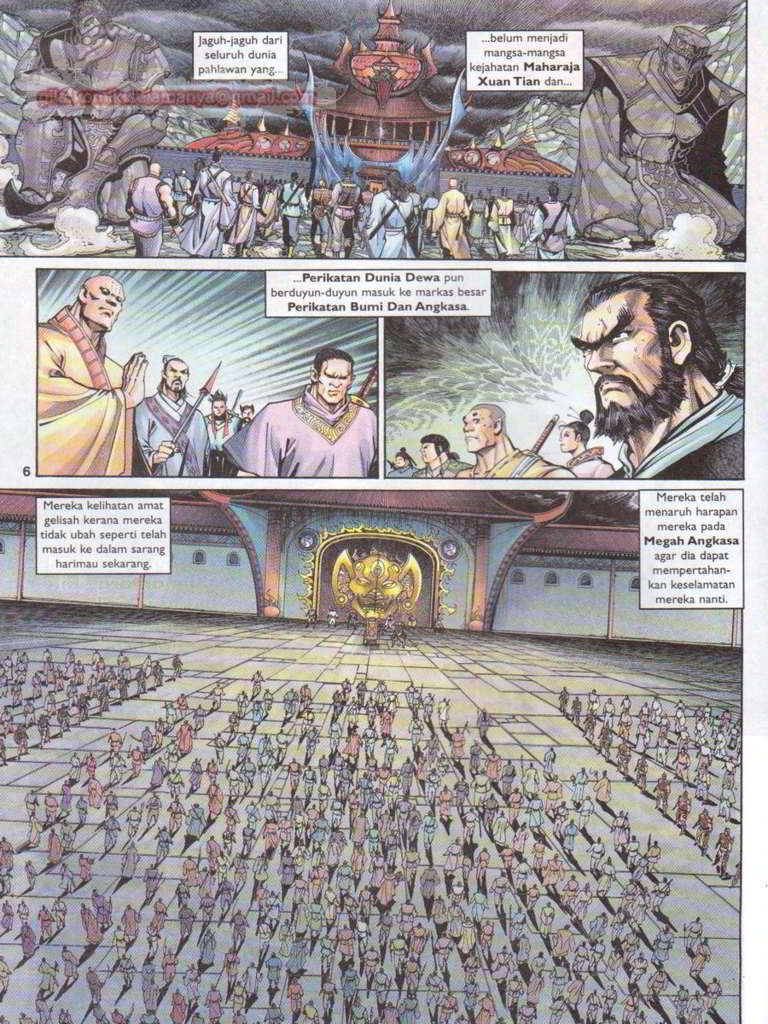 Jaguh-jaguh dari
seluruh dunia
pahlawan yang...
...belum menjadi
mangsa-mangsa
kejahatan Maharaja
Xuan Tian dan...
...Perikatan Dunia Dewa pun
berduyun-duyun masuk ke markas besar
Perikatan Bumi Dan Angkasa.
6
Mereka kelihatan amat
gelisah kerana mereka
tidak ubah seperti telah
masuk ke dalam sarang
harimau sekarang.
Mereka telah
menaruh harapan
mereka pada
Megah Angkasa
agar dia dapat
mempertahan-
kan keselamatan
mereka nanti.